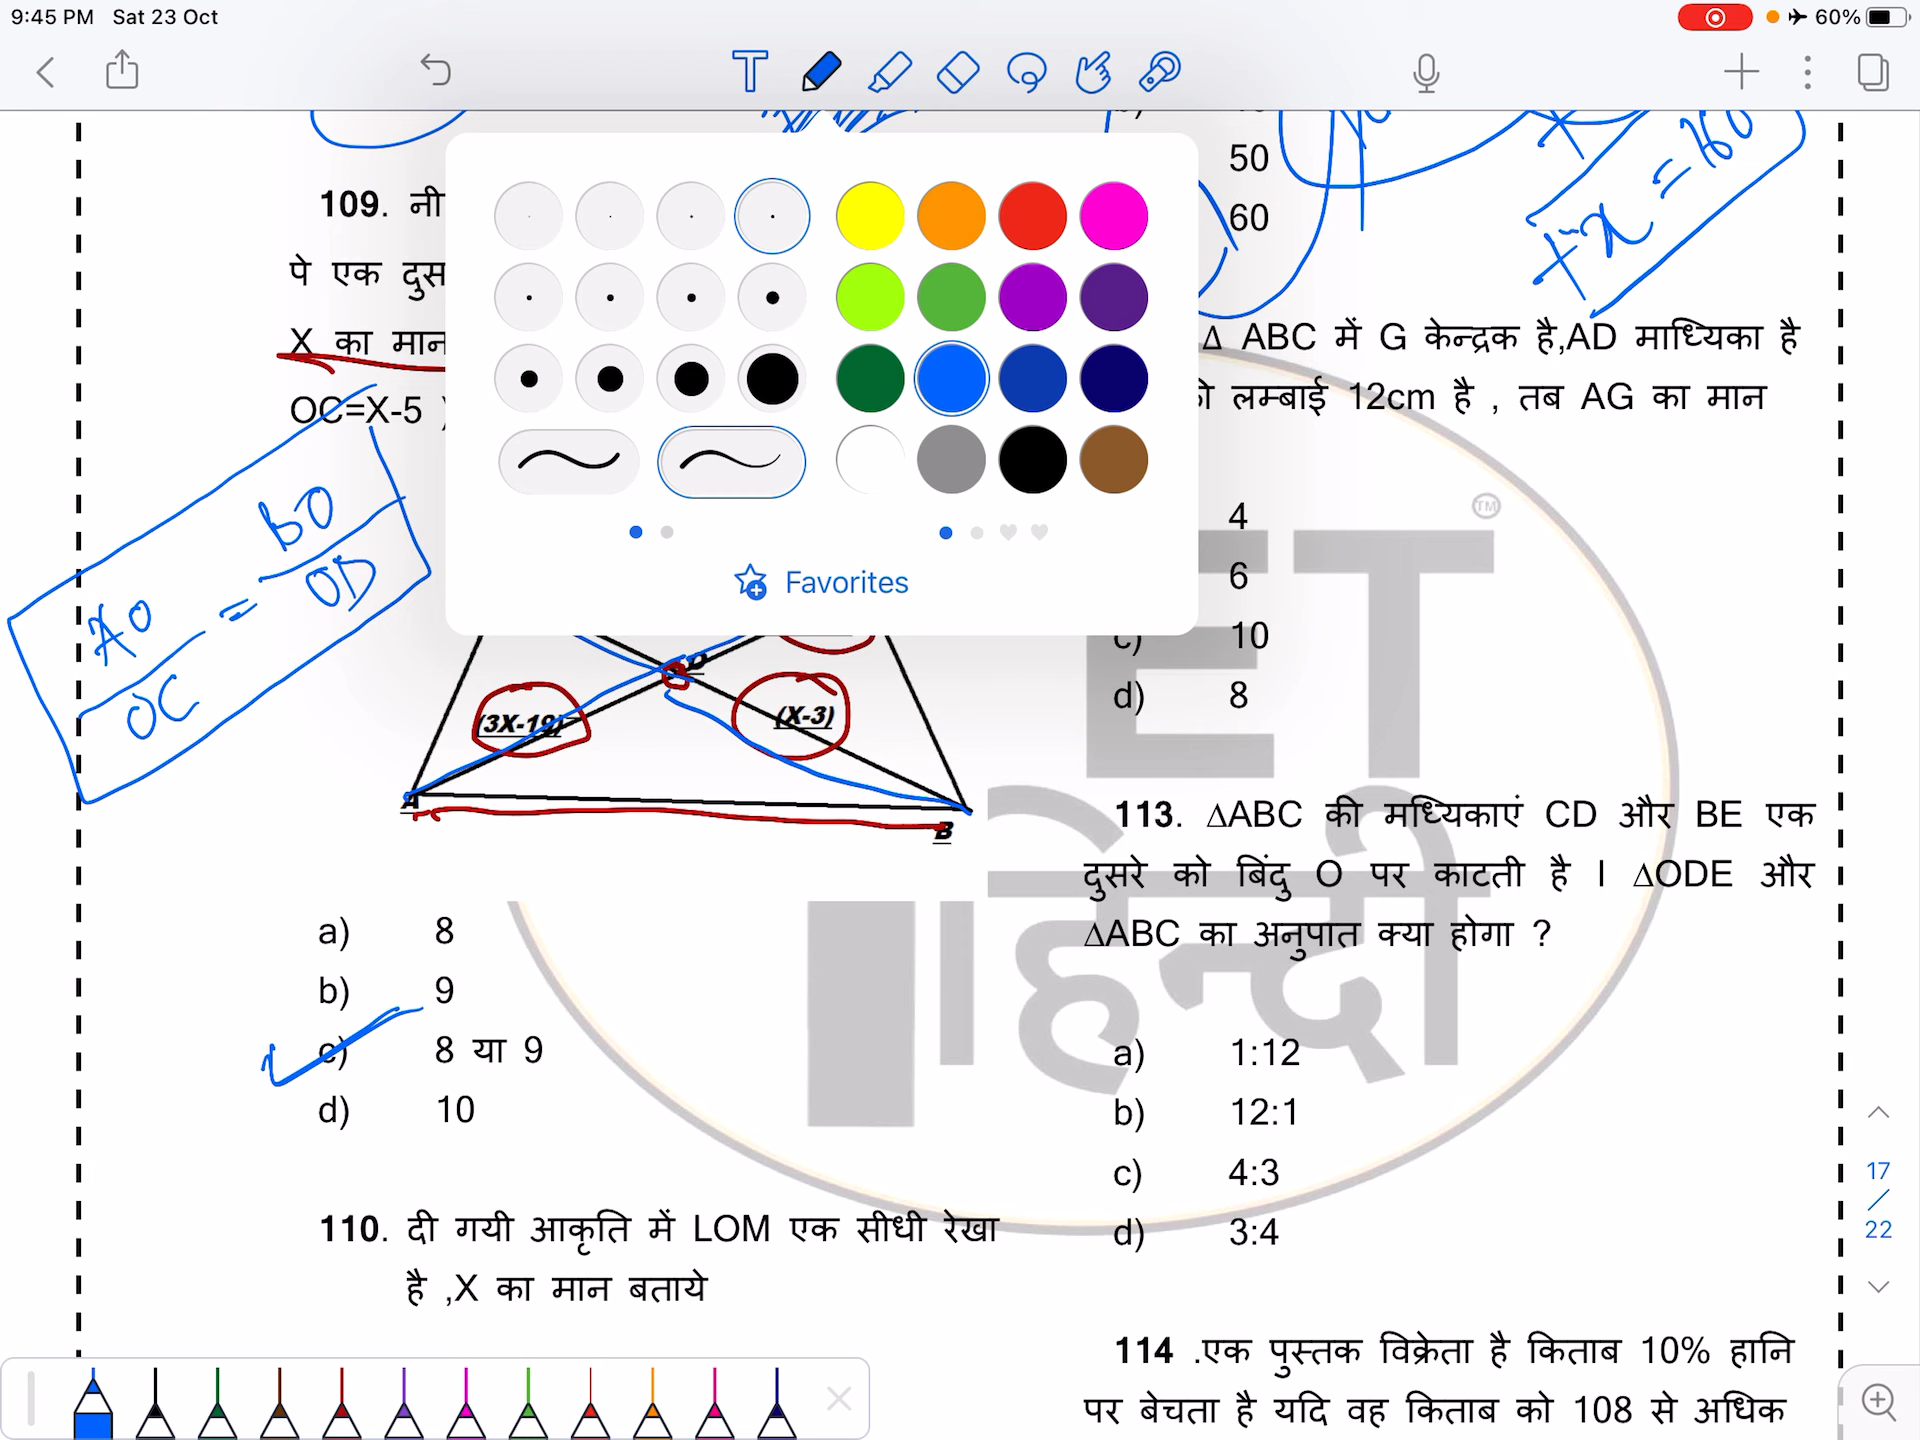 9:45 PM Sat 23 Oct
60%
109. नी
पे एक दुस
X का मान
OC=X-5
AO/OC = BO/OD
Favorites
O
(3X-19)
(X-3)
A
B
a) 8
b) 9
c) 8 या 9
d) 10
110. दी गयी आकृति में LOM एक सीधी रेखा
है ,X का मान बताये
50
60
+x = 160
Δ ABC में G केन्द्रक है,AD माध्यिका है
लम्बाई 12cm है , तब AG का मान
4
6
c) 10
d) 8
TM
ET
हिन्दी
113. ΔABC की मध्यिकाएं CD और BE एक
दुसरे को बिंदु O पर काटती है l ΔODE और
ΔABC का अनुपात क्या होगा ?
a) 1:12
b) 12:1
c) 4:3
d) 3:4
114 .एक पुस्तक विक्रेता है किताब 10% हानि
पर बेचता है यदि वह किताब को 108 से अधिक
17
/
22